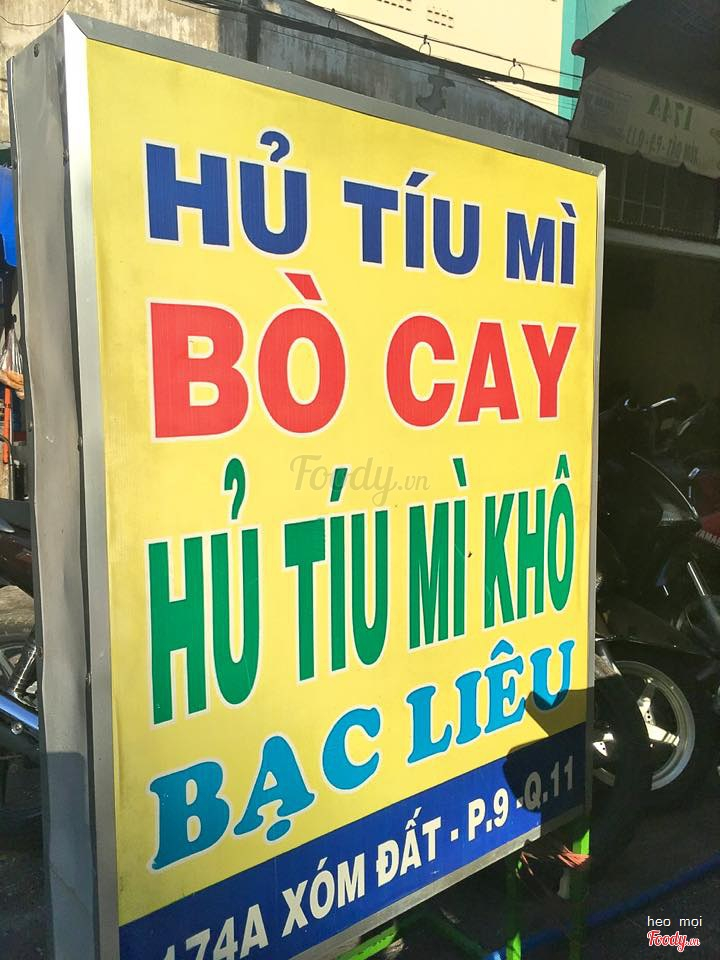 HỦ TÍU MÌ
BÒ CAY
HỦ TÍU MÌ KHÔ
BẠC LIÊU
174A XÓM ĐẤT - P.9 -Q.11
174A
Foody.vn
heo mọi
Foody.vn